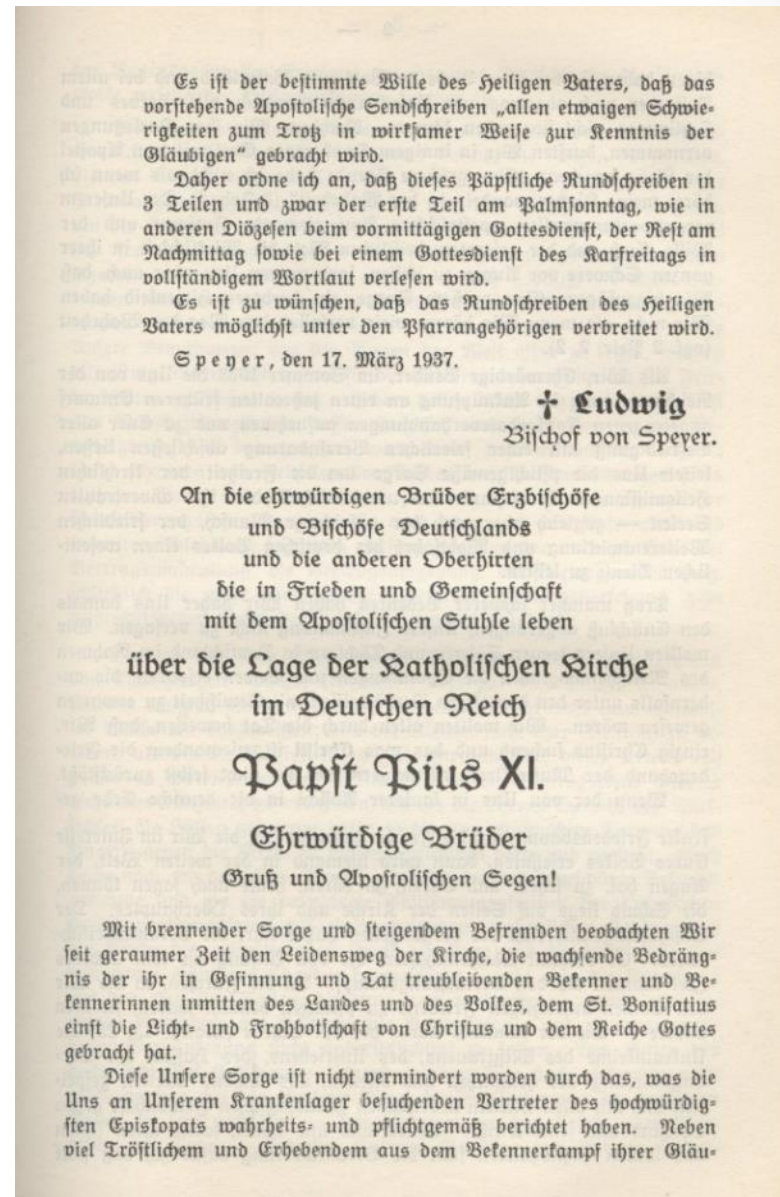 Es ist der bestimmte Wille des Heiligen Vaters, daß das
vorstehende Apostolische Sendschreiben „allen etwaigen Schwie-
rigkeiten zum Trotz in wirksamer Weise zur Kenntnis der
Gläubigen“ gebracht wird.
Daher ordne ich an, daß dieses Päpstliche Rundschreiben in
3 Teilen und zwar der erste Teil am Palmsonntag, wie in
anderen Diözesen beim vormittägigen Gottesdienst, der Rest am
Nachmittag sowie bei einem Gottesdienst des Karfreitags in
vollständigem Wortlaut verlesen wird.
Es ist zu wünschen, daß das Rundschreiben des Heiligen
Vaters möglichst unter den Pfarrangehörigen verbreitet wird.
Speyer, den 17. März 1937.
† Ludwig
Bischof von Speyer.
An die ehrwürdigen Brüder Erzbischöfe
und Bischöfe Deutschlands
und die anderen Oberhirten
die in Frieden und Gemeinschaft
mit dem Apostolischen Stuhle leben
über die Lage der Katholischen Kirche
im Deutschen Reich
Papst Pius XI.
Ehrwürdige Brüder
Gruß und Apostolischen Segen!
Mit brennender Sorge und steigendem Befremden beobachten Wir
seit geraumer Zeit den Leidensweg der Kirche, die wachsende Bedräng-
nis der ihr in Gesinnung und Tat treubleibenden Bekenner und Be-
kennerinnen inmitten des Landes und des Volkes, dem St. Bonifatius
einst die Licht- und Frohbotschaft von Christus und dem Reiche Gottes
gebracht hat.
Diese Unsere Sorge ist nicht vermindert worden durch das, was die
Uns an Unserem Krankenlager besuchenden Vertreter des hochwürdig-
sten Episkopats wahrheits- und pflichtgemäß berichtet haben. Neben
viel Tröstlichem und Erhebendem aus dem Bekennerkampf ihrer Gläu-